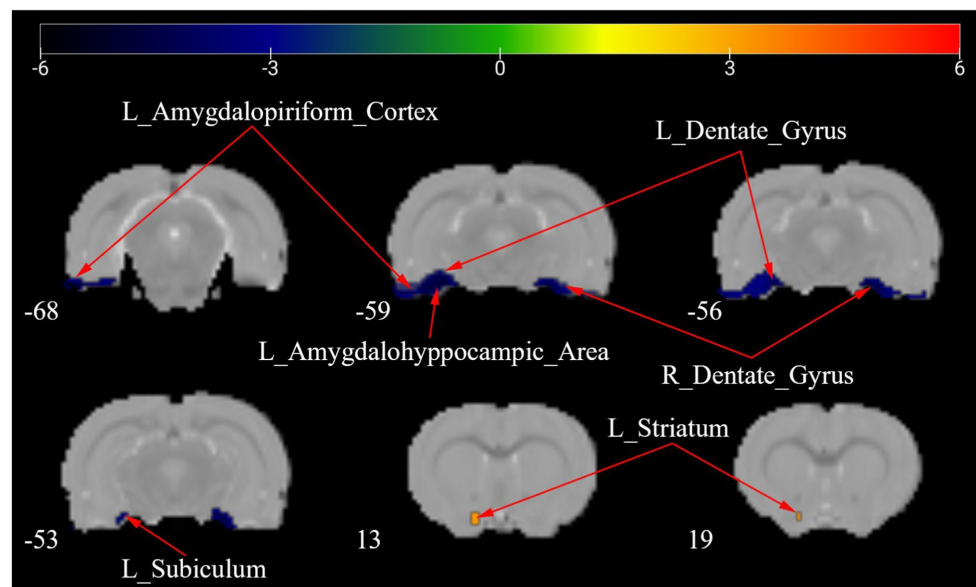 -6 -3 0 3 6
L_Amygdalopiriform_Cortex
L_Dentate_Gyrus
-68
-59
-56
L_Amygdalohyppocampic_Area
R_Dentate_Gyrus
L_Striatum
-53
13
19
L_Subiculum